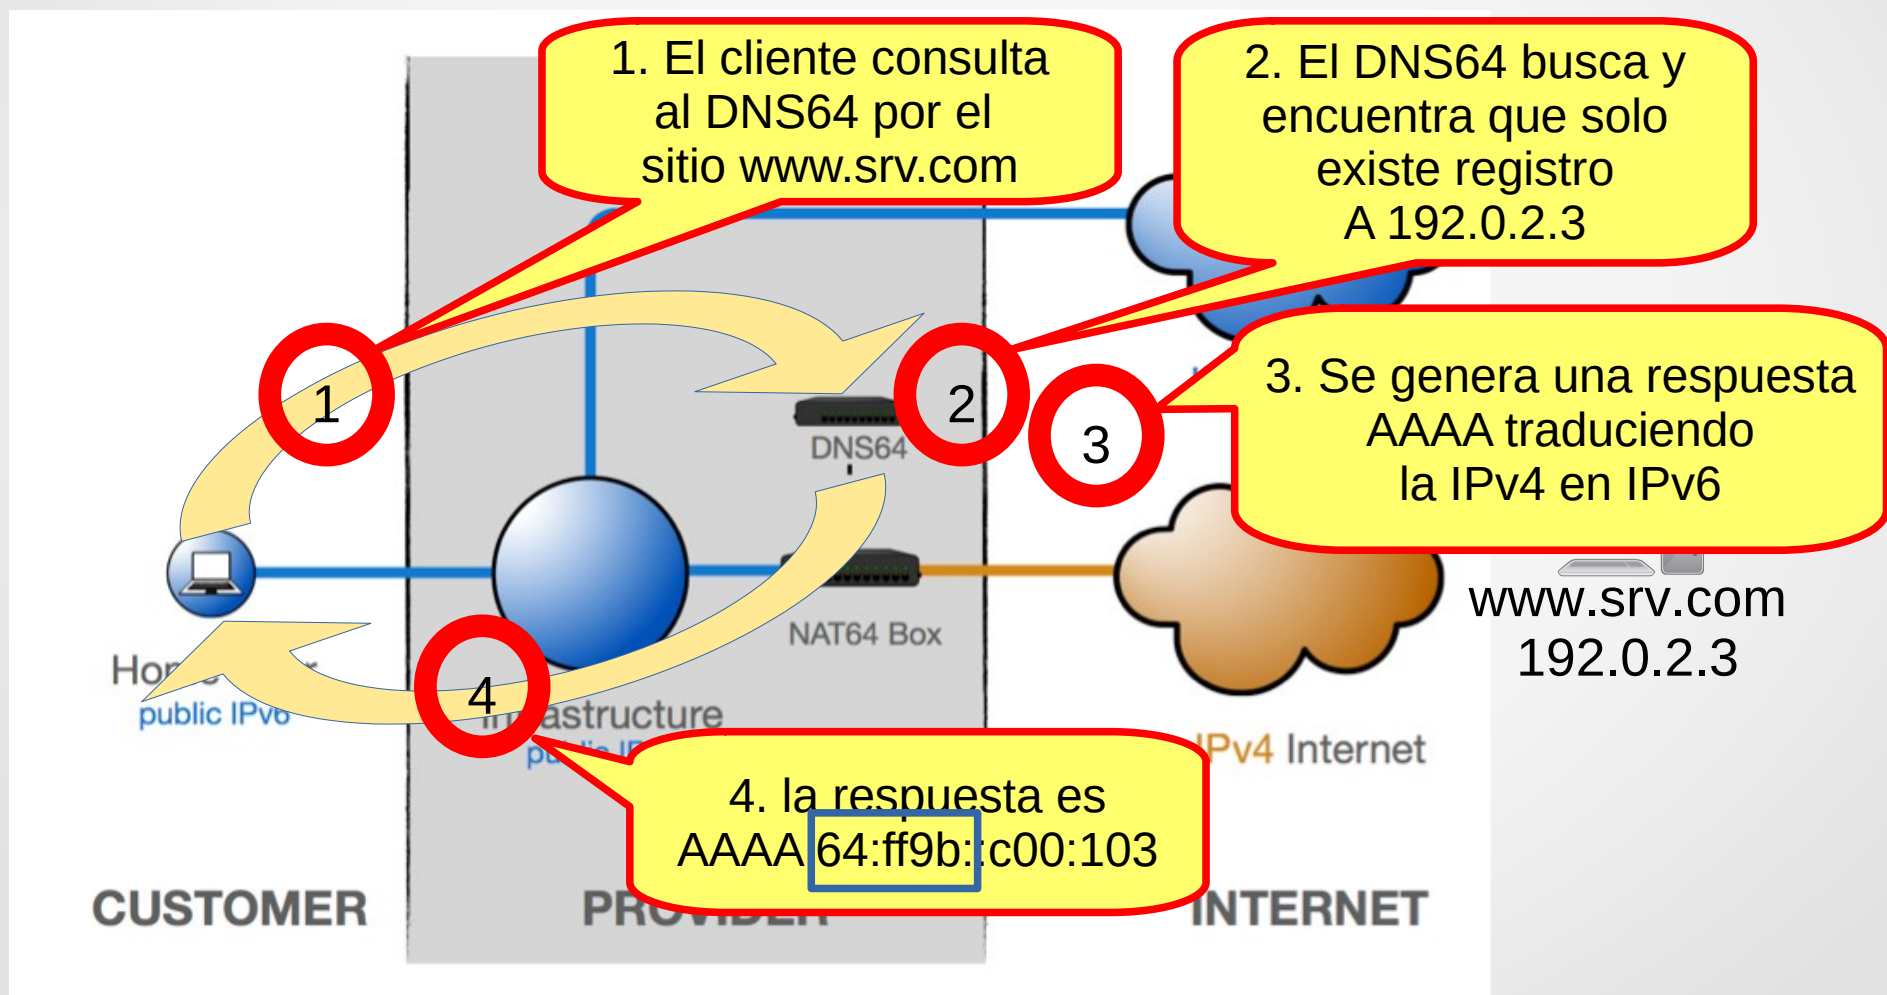 1. El cliente consulta
al DNS64 por el
sitio www.srv.com
2. El DNS64 busca y
encuentra que solo
existe registro
A 192.0.2.3
3. Se genera una respuesta
AAAA traduciendo
la IPv4 en IPv6
1
2
3
DNS64
NAT64 Box
www.srv.com
192.0.2.3
public IPv6
4
IPv4 Internet
4. la respuesta es
AAAA 64:ff9b::c00:103
CUSTOMER
PROVIDER
INTERNET